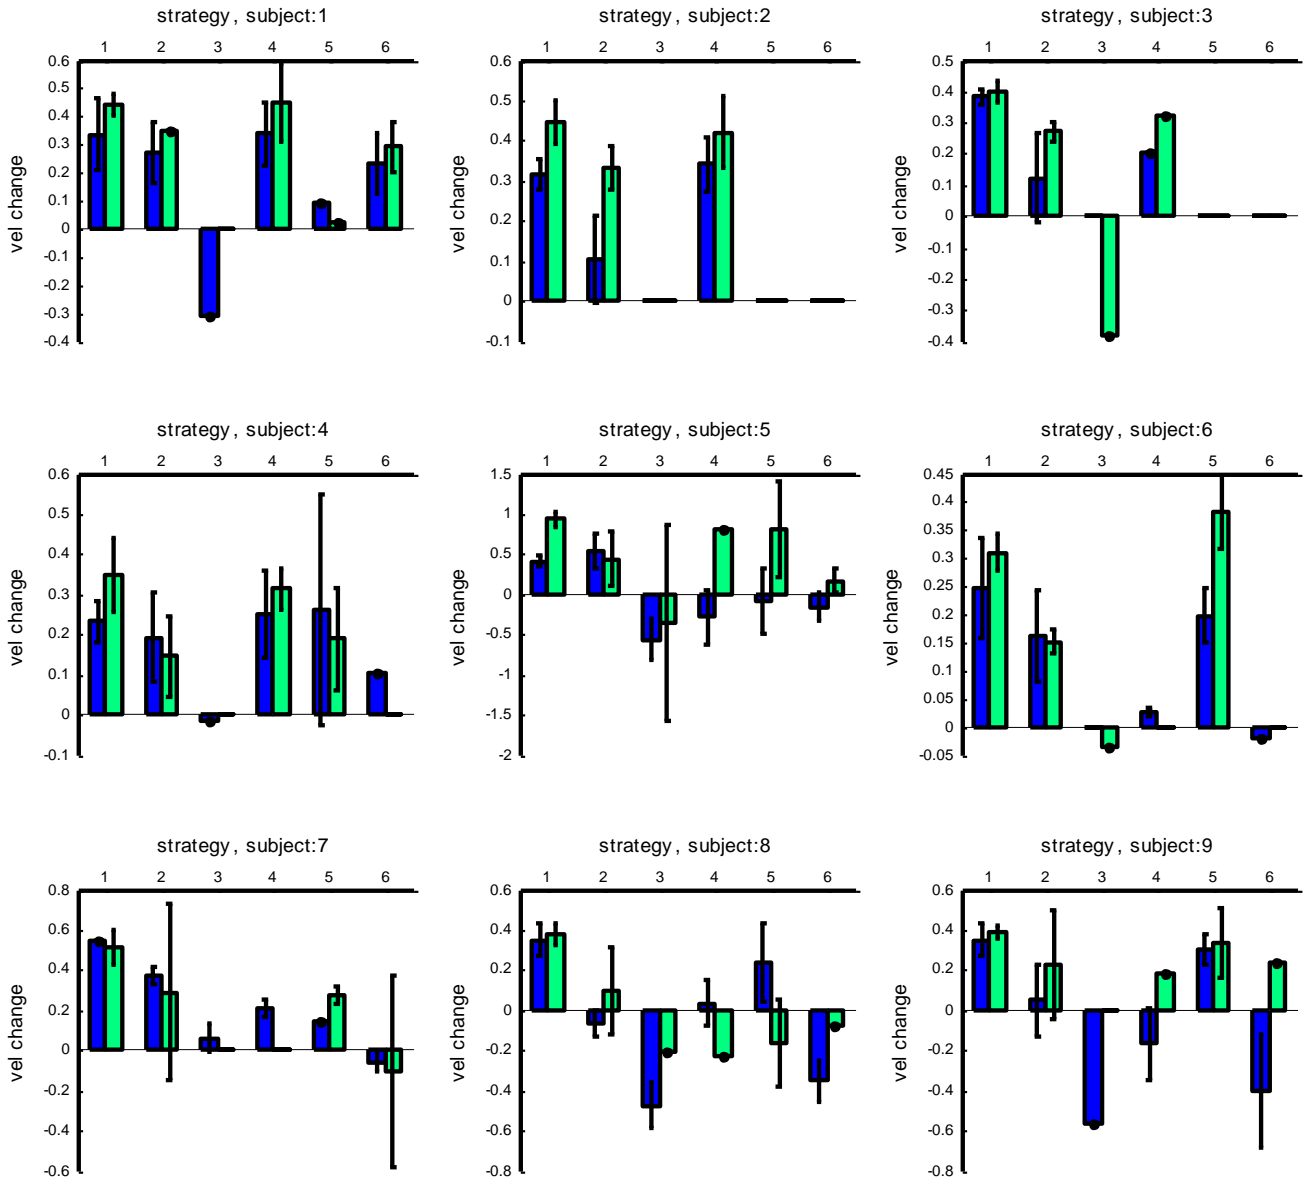 strategy, subject:1
1 2 3 4 5 6
0.6
0.5
0.4
0.3
0.2
0.1
0
-0.1
-0.2
-0.3
-0.4
vel change
strategy, subject:2
1 2 3 4 5 6
0.6
0.5
0.4
0.3
0.2
0.1
0
-0.1
vel change
strategy, subject:3
1 2 3 4 5 6
0.5
0.4
0.3
0.2
0.1
0
-0.1
-0.2
-0.3
-0.4
vel change
strategy, subject:4
1 2 3 4 5 6
0.6
0.5
0.4
0.3
0.2
0.1
0
-0.1
vel change
strategy, subject:5
1 2 3 4 5 6
1.5
1
0.5
0
-0.5
-1
-1.5
-2
vel change
strategy, subject:6
1 2 3 4 5 6
0.45
0.4
0.35
0.3
0.25
0.2
0.15
0.1
0.05
0
-0.05
vel change
strategy, subject:7
1 2 3 4 5 6
0.8
0.6
0.4
0.2
0
-0.2
-0.4
-0.6
vel change
strategy, subject:8
1 2 3 4 5 6
0.6
0.4
0.2
0
-0.2
-0.4
-0.6
-0.8
vel change
strategy, subject:9
1 2 3 4 5 6
0.6
0.4
0.2
0
-0.2
-0.4
-0.6
-0.8
vel change